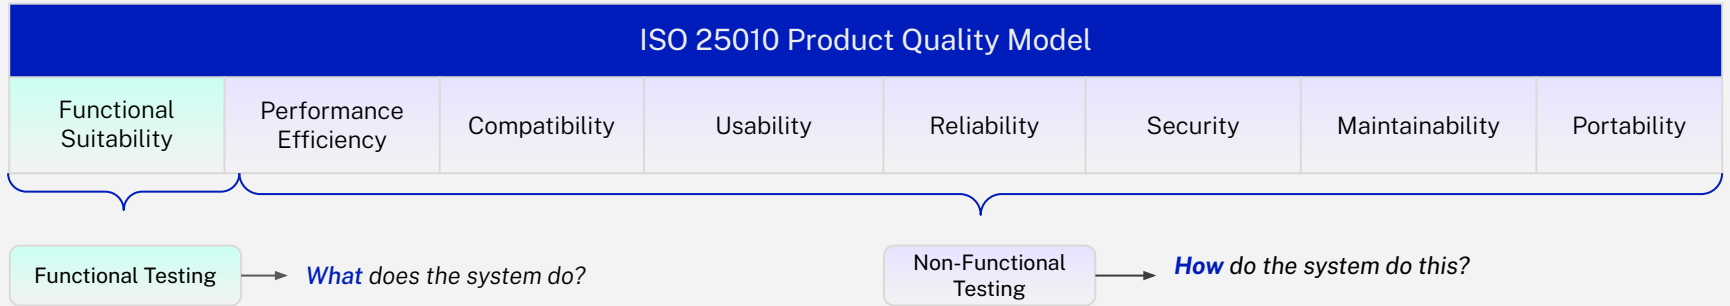 ISO 25010 Product Quality Model
Functional
Suitability
Performance
Efficiency
Compatibility
Usability
Reliability
Security
Maintainability
Portability
Functional Testing
What does the system do?
Non-Functional
Testing
How do the system do this?